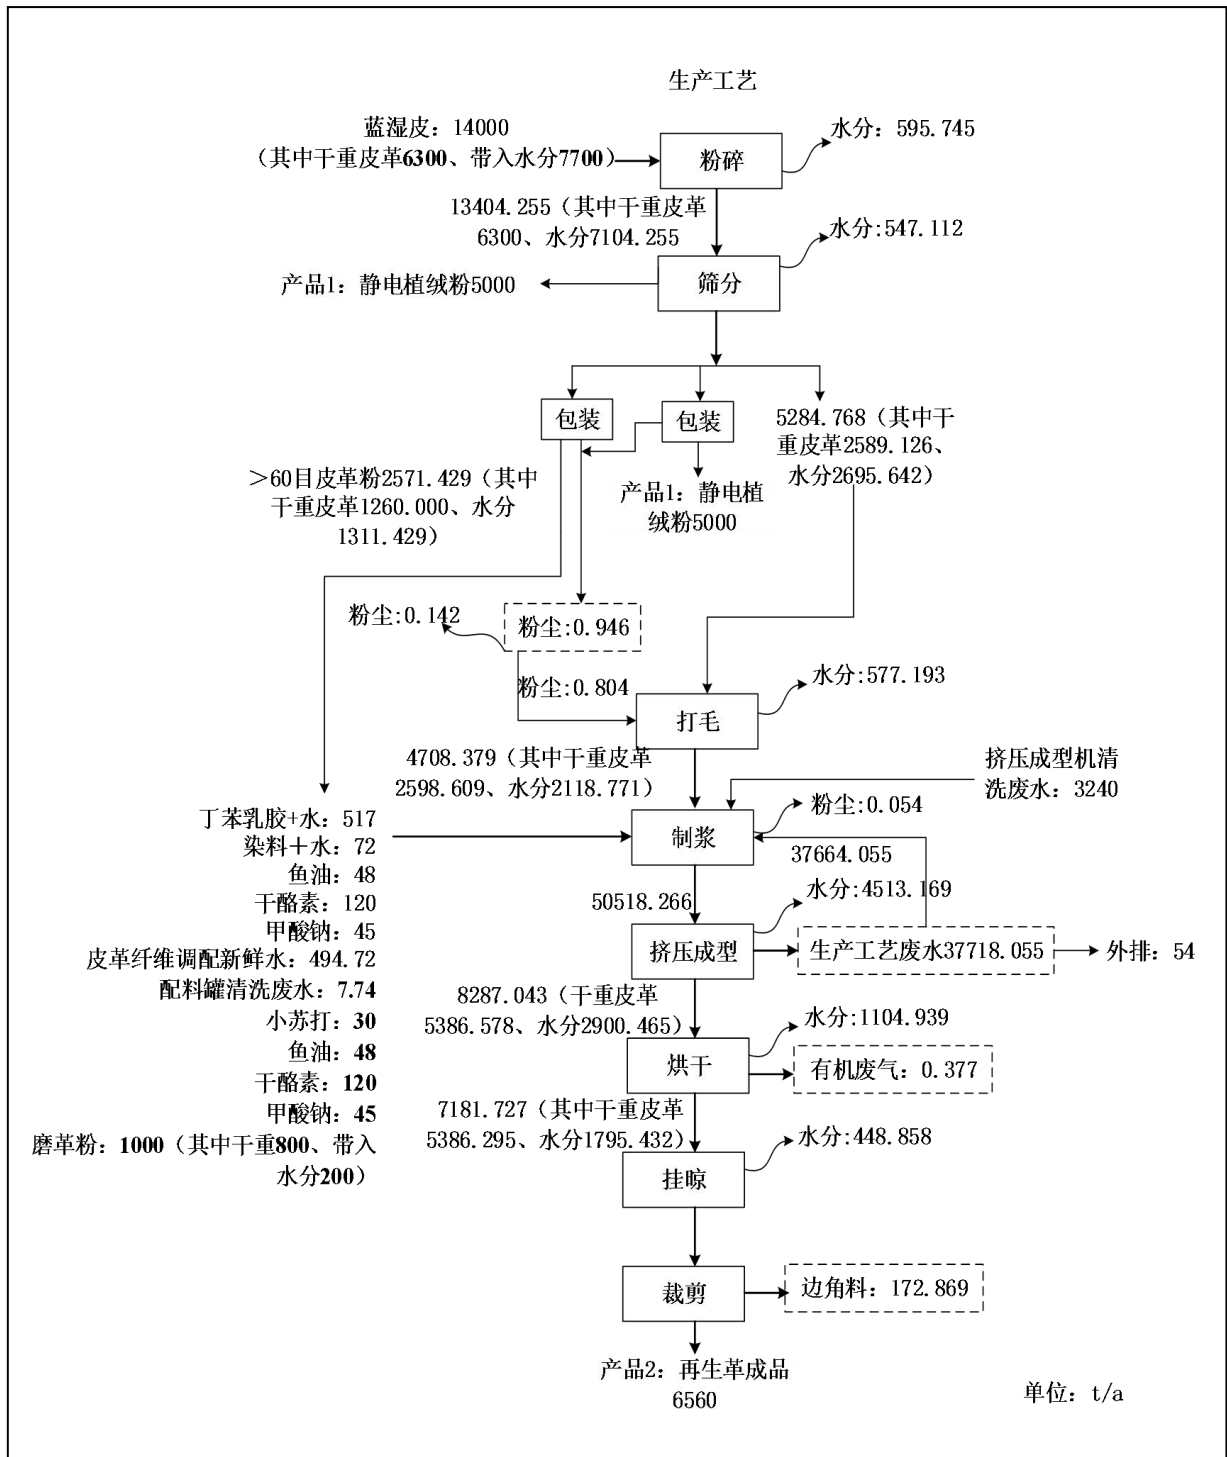 生产工艺
蓝湿皮：14000
（其中干重皮革6300、带入水分7700）
水分：595.745
粉碎
13404.255（其中干重皮革
6300、水分7104.255
水分:547.112
产品1：静电植绒粉5000
筛分
包装
包装
5284.768（其中干
重皮革2589.126、
水分2695.642）
＞60目皮革粉2571.429（其中
干重皮革1260.000、水分
1311.429）
产品1：静电植
绒粉5000
粉尘:0.142
粉尘:0.946
粉尘:0.804
水分:577.193
打毛
4708.379（其中干重皮革
2598.609、水分2118.771）
挤压成型机清
洗废水：3240
粉尘:0.054
制浆
37664.055
丁苯乳胶+水：517
染料＋水：72
鱼油：48
干酪素：120
甲酸钠：45
皮革纤维调配新鲜水：494.72
配料罐清洗废水：7.74
小苏打：30
鱼油：48
干酪素：120
甲酸钠：45
磨革粉：1000（其中干重800、带入
水分200）
50518.266
水分:4513.169
挤压成型
生产工艺废水37718.055
外排：54
8287.043（干重皮革
5386.578、水分2900.465）
水分:1104.939
烘干
有机废气：0.377
7181.727（其中干重皮革
5386.295、水分1795.432）
水分:448.858
挂晾
裁剪
边角料：172.869
产品2：再生革成品
6560
单位：t/a